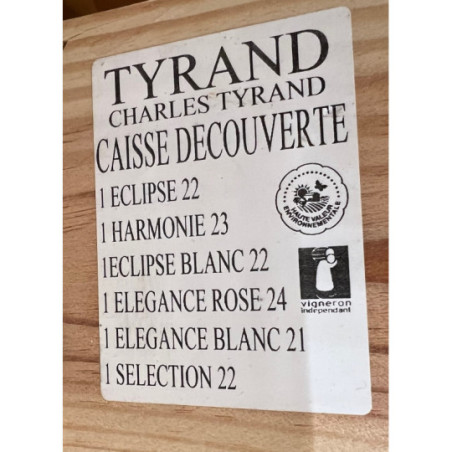 TYRAND
CHARLES TYRAND
CAISSE DECOUVERTE
1 ECLIPSE 22
1 HARMONIE 23
1ECLIPSE BLANC 22
1 ELEGANCE ROSE 24
1 ELEGANCE BLANC 21
1 SELECTION 22
HAUTE VALEUR
ENVIRONNEMENTALE
vigneron
indépendant